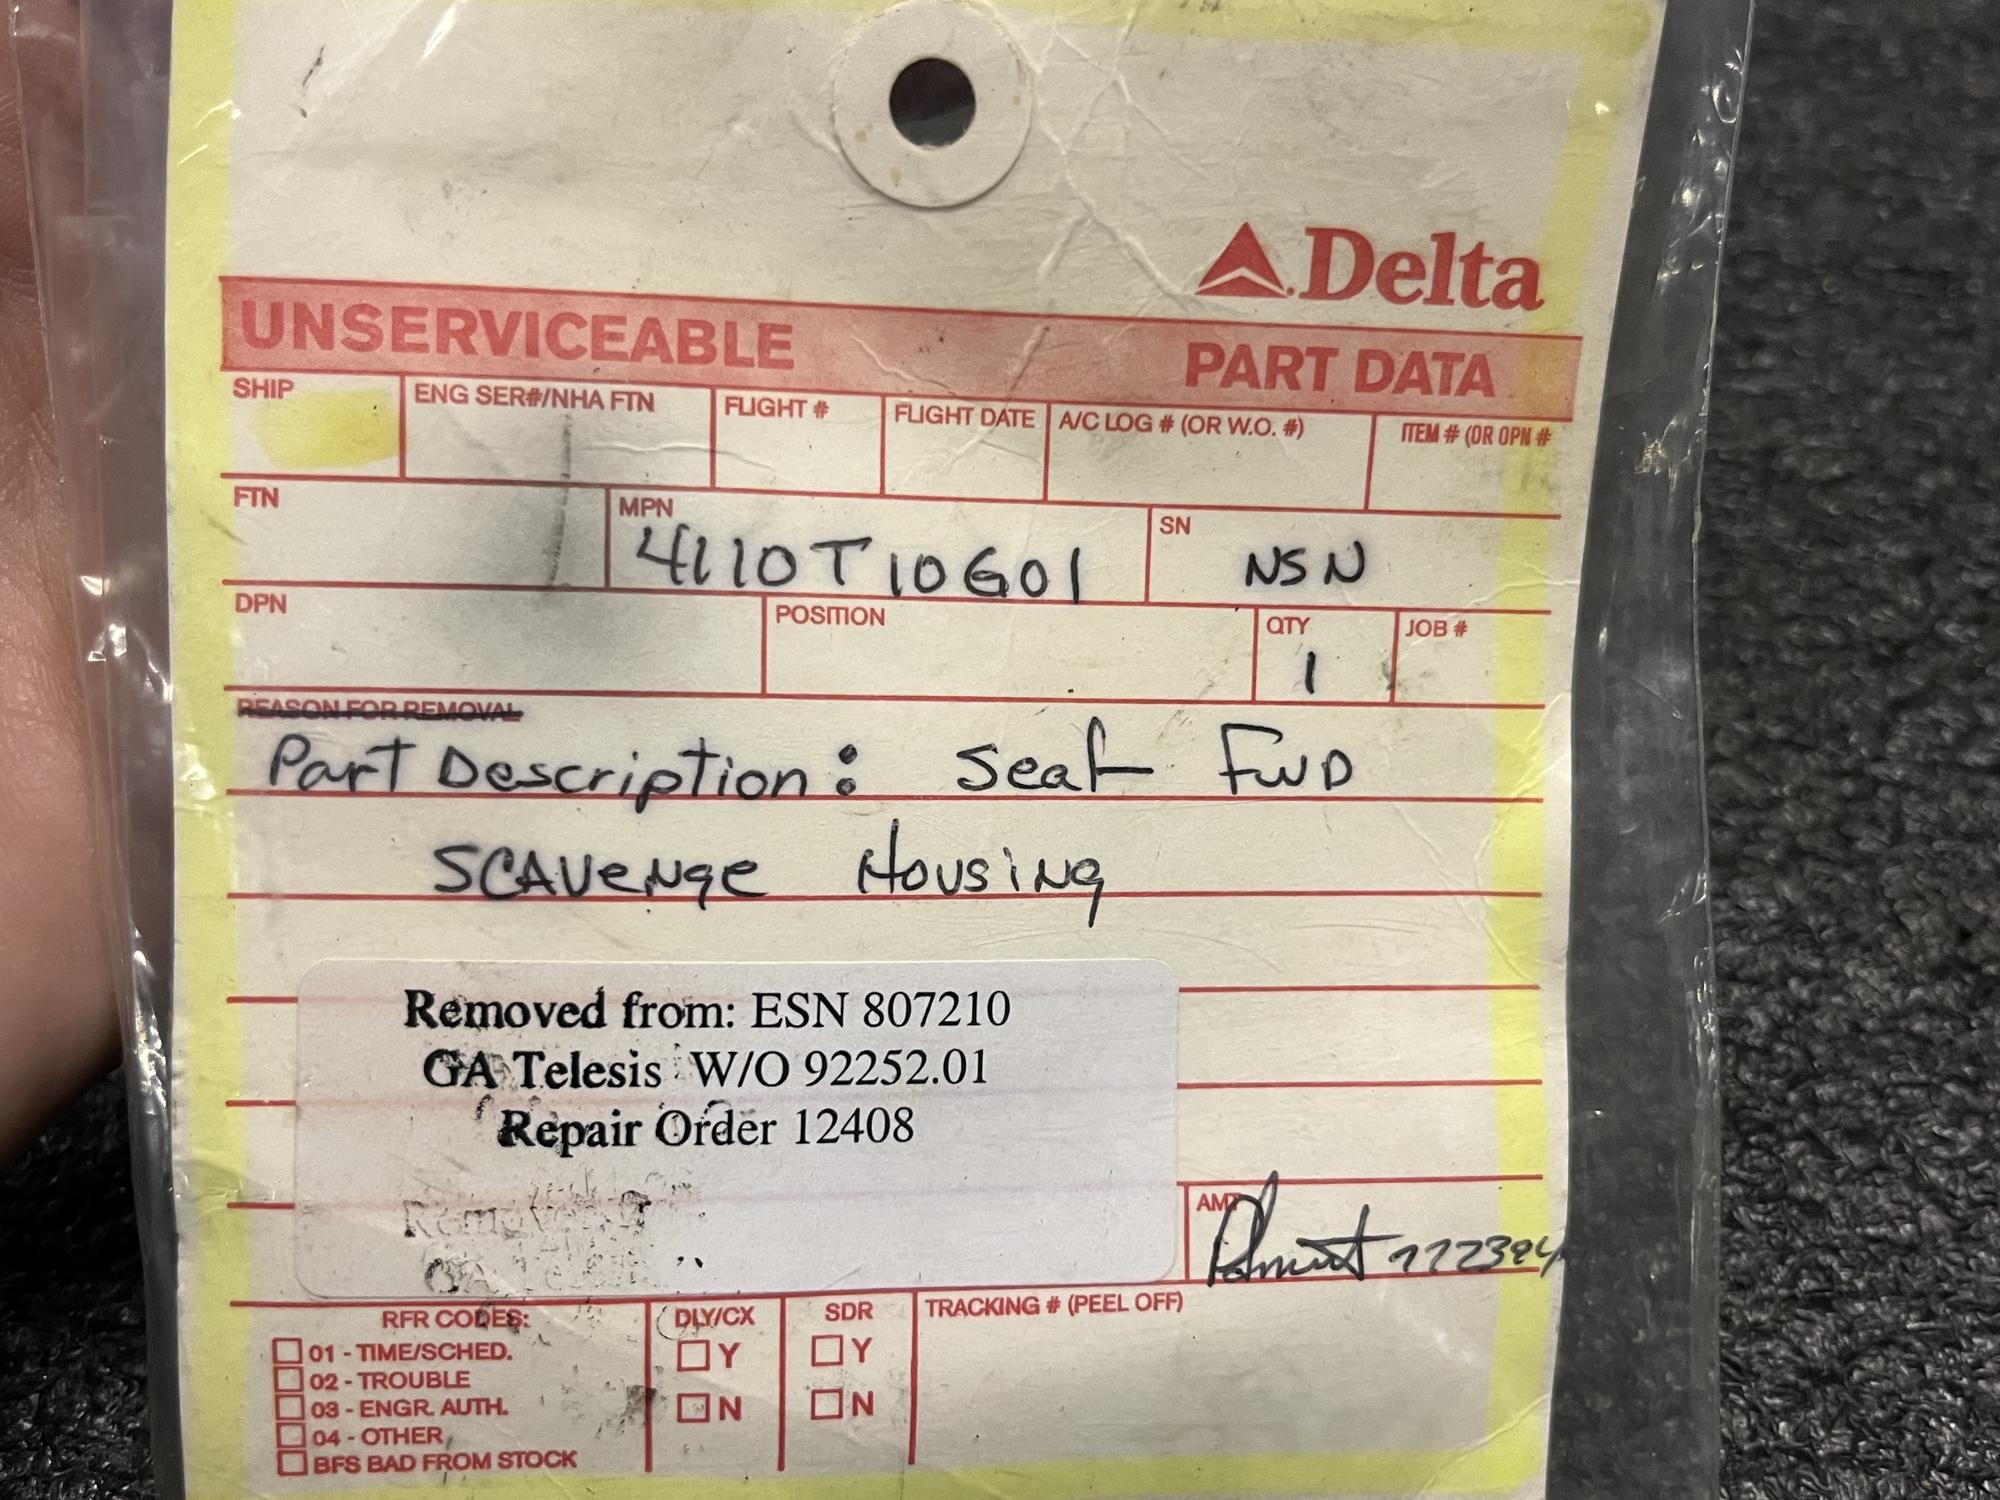 Delta
UNSERVICEABLE PART DATA
SHIP ENG SER#/NHA FTN FLIGHT # FLIGHT DATE A/C LOG # (OR W.O. #) ITEM # (OR OPN #
FTN MPN SN
4110T10G01 NSN
DPN POSITION QTY JOB #
1
REASON FOR REMOVAL
Part Description: Seal FWD
SCAVENGE Housing
Removed from: ESN 807210
GA Telesis W/O 92252.01
Repair Order 12408
Removed
GA Telesis
AMT
RFR CODES: DLY/CX SDR TRACKING # (PEEL OFF)
01 - TIME/SCHED. Y Y
02 - TROUBLE
03 - ENGR. AUTH. N N
04 - OTHER
BFS BAD FROM STOCK